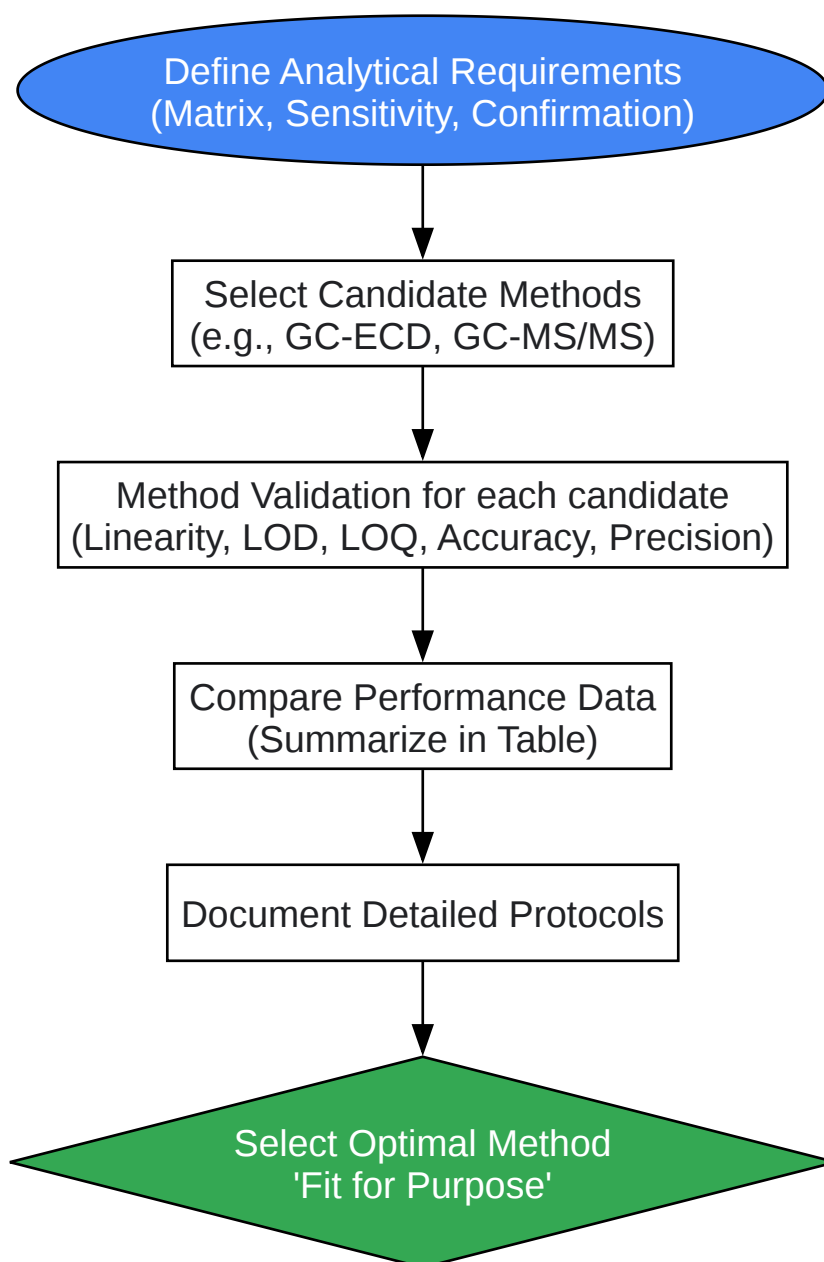 Define Analytical Requirements
(Matrix, Sensitivity, Confirmation)
Select Candidate Methods
(e.g., GC-ECD, GC-MS/MS)
Method Validation for each candidate
(Linearity, LOD, LOQ, Accuracy, Precision)
Compare Performance Data
(Summarize in Table)
Document Detailed Protocols
Select Optimal Method
'Fit for Purpose'